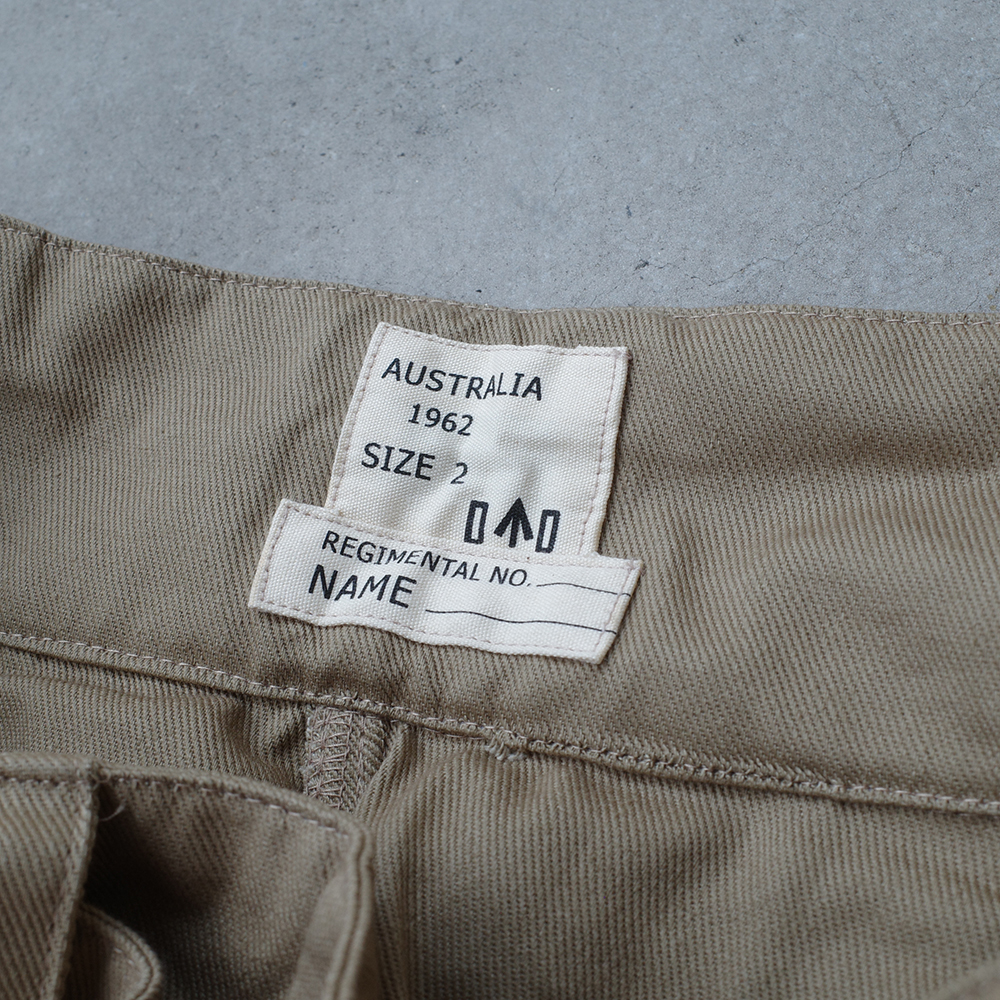 AUSTRALIA
1962
SIZE 2
REGIMENTAL NO.
NAME